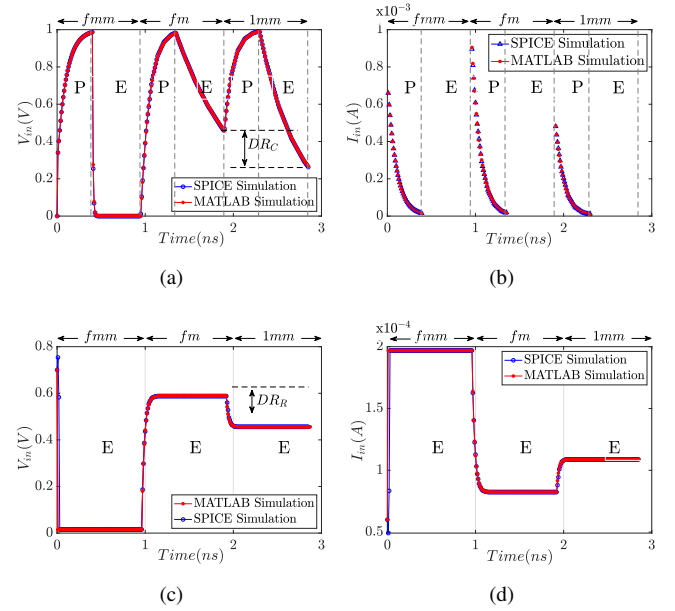 fmm fm 1mm
1
0.8
0.6
0.4
0.2
0
V_in(V)
P E P E P E
DR_C
SPICE Simulation
MATLAB Simulation
0 1 2 3
Time(ns)
(a)
x10^-3
fmm fm 1mm
1
0.8
0.6
0.4
0.2
0
I_in(A)
SPICE Simulation
MATLAB Simulation
P E P E P E
0 1 2 3
Time(ns)
(b)
fmm fm 1mm
0.8
0.6
0.4
0.2
0
V_in(V)
DR_R
E E E
MATLAB Simulation
SPICE Simulation
0 1 2 3
Time(ns)
(c)
x10^-4
fmm fm 1mm
2
1.5
1
0.5
I_in(A)
SPICE Simulation
MATLAB Simulation
E E E
0 1 2 3
Time(ns)
(d)